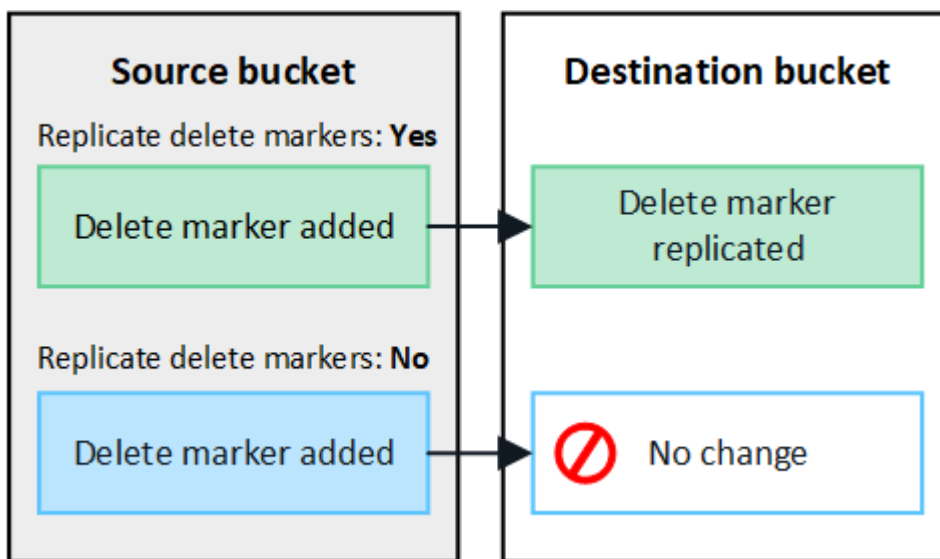 Source bucket
Replicate delete markers: Yes
Delete marker added
Replicate delete markers: No
Delete marker added
Destination bucket
Delete marker
replicated
No change